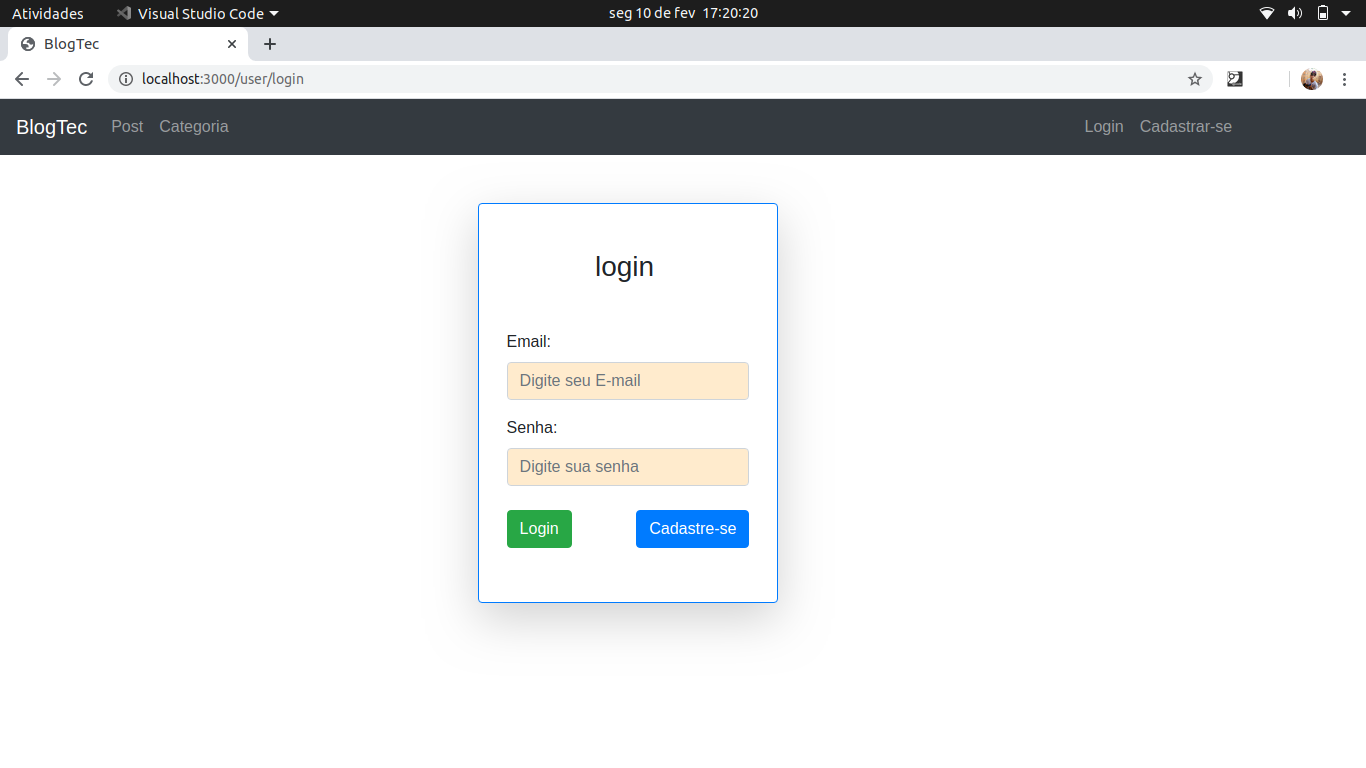 Atividades Visual Studio Code seg 10 de fev 17:20:20
BlogTec
localhost:3000/user/login
BlogTec Post Categoria Login Cadastrar-se
login
Email:
Digite seu E-mail
Senha:
Digite sua senha
Login Cadastre-se